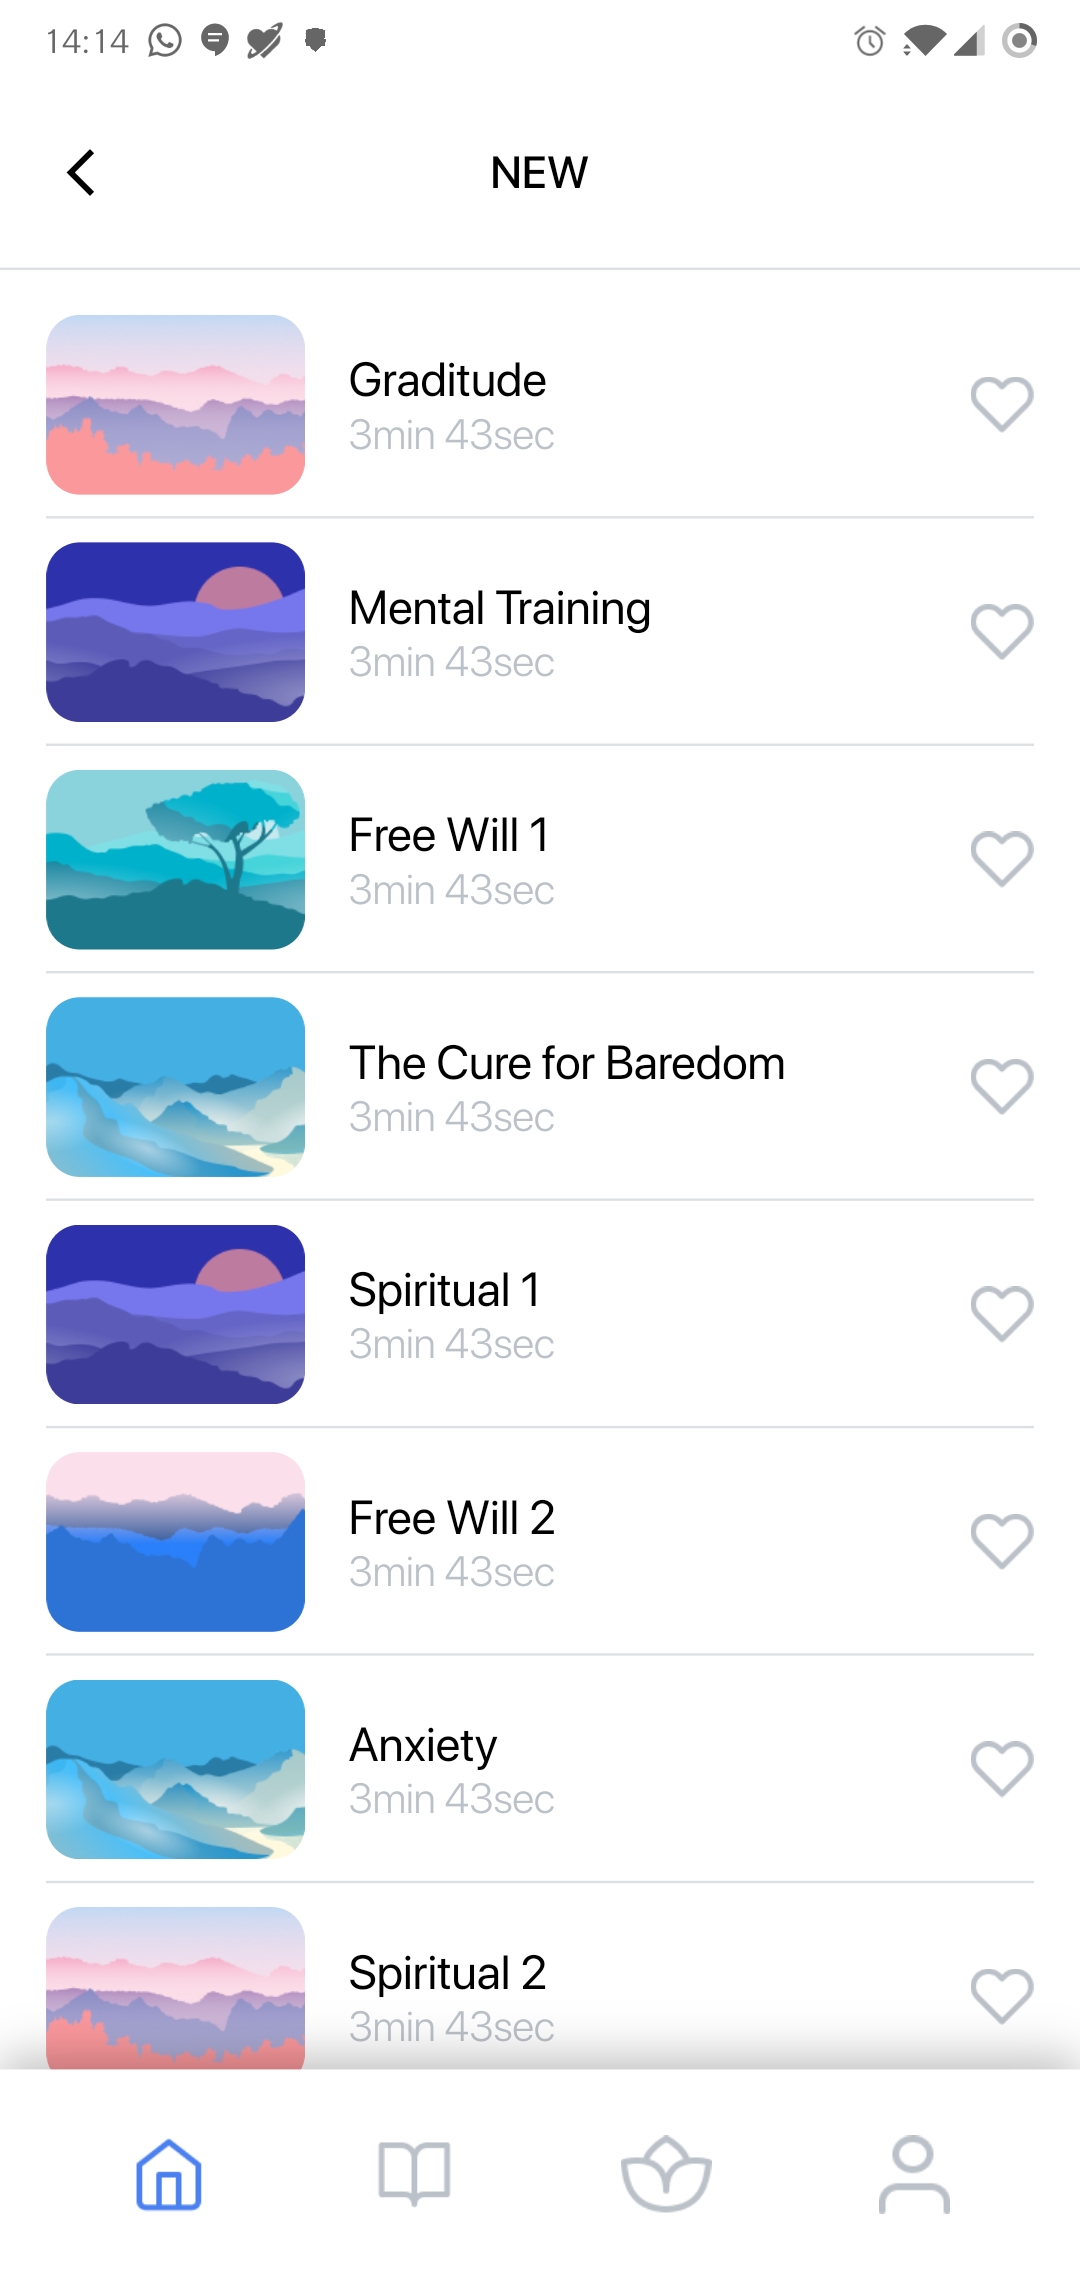 14:14
NEW
Graditude
3min 43sec
Mental Training
3min 43sec
Free Will 1
3min 43sec
The Cure for Baredom
3min 43sec
Spiritual 1
3min 43sec
Free Will 2
3min 43sec
Anxiety
3min 43sec
Spiritual 2
3min 43sec